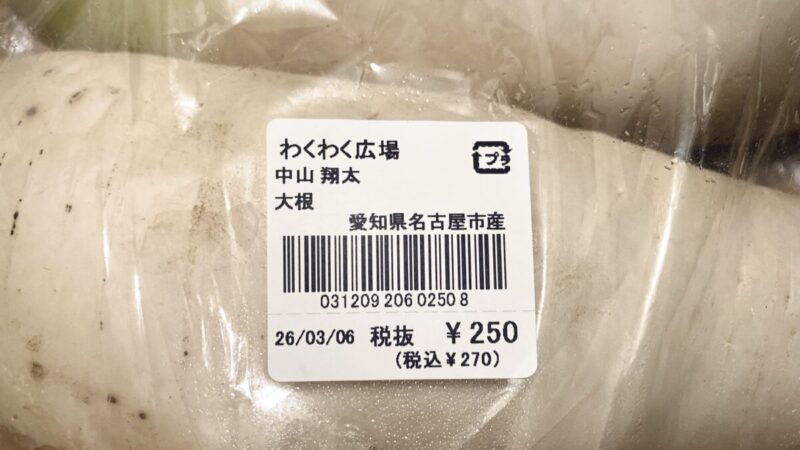 わくわく広場
プラ
中山 翔太
大根
愛知県名古屋市産
031209 206 0250 8
26/03/06 税抜 ¥250
(税込¥270)